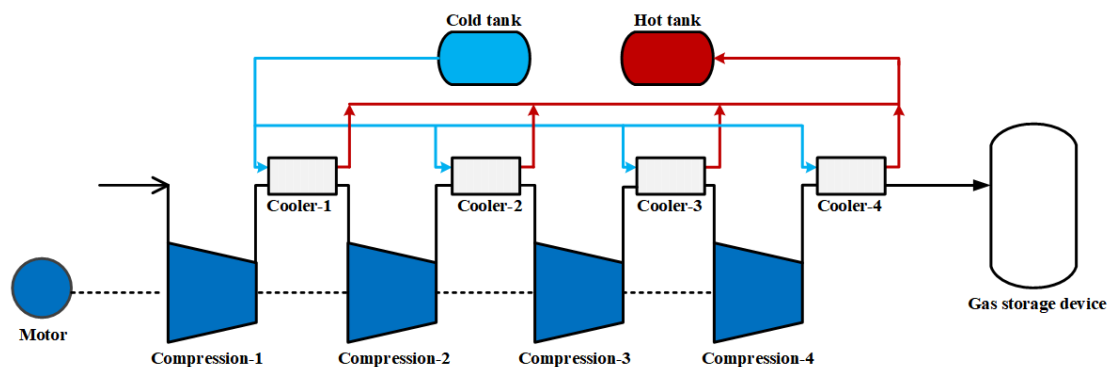 Cold tank
Hot tank
Cooler-1
Cooler-2
Cooler-3
Cooler-4
Gas storage device
Motor
Compression-1
Compression-2
Compression-3
Compression-4